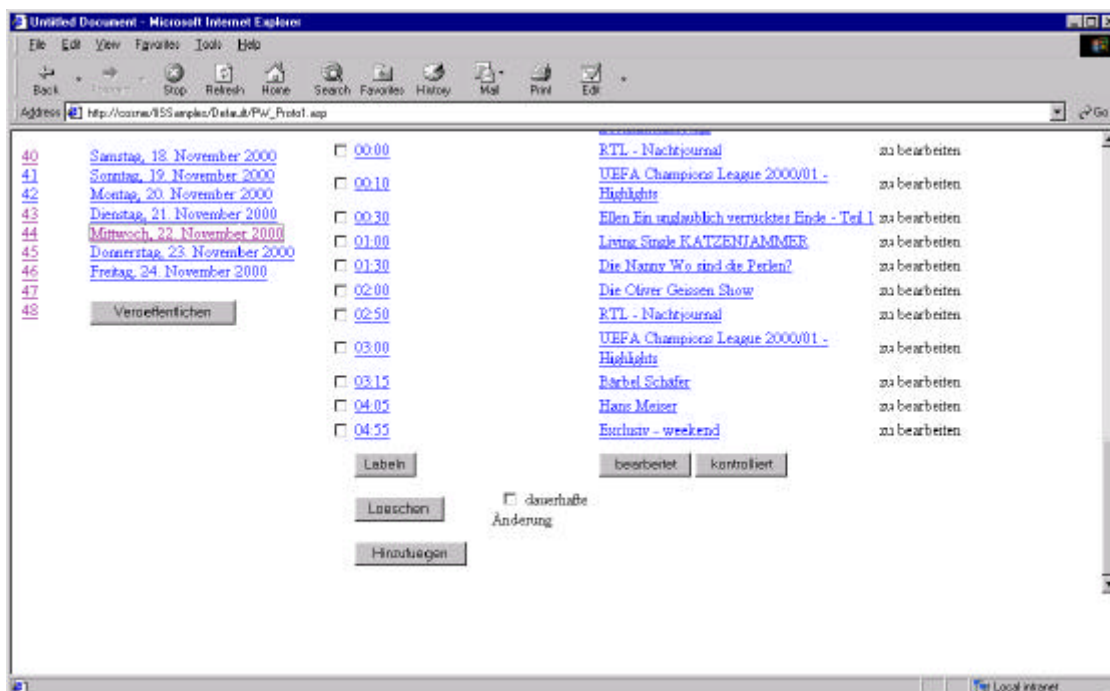 Untitled Document - Microsoft Internet Explorer
File Edit View Favorites Tools Help
Back Stop Refresh Home Search Favorites History Mail Print Edit
Address http://cosmea/IISSamples/Default/PW_Proto1.asp Go
40 Samstag, 18. November 2000
41 Sonntag, 19. November 2000
42 Montag, 20. November 2000
43 Dienstag, 21. November 2000
44 Mittwoch, 22. November 2000
45 Donnerstag, 23. November 2000
46 Freitag, 24. November 2000
47
48
Veroeffentlichen
00:00 RTL - Nachtjournal zu bearbeiten
00:10 UEFA Champions League 2000/01 - zu bearbeiten
Highlights
00:30 Ellen Ein unglaublich verrücktes Ende - Teil 1 zu bearbeiten
01:00 Living Single KATZENJAMMER zu bearbeiten
01:30 Die Nanny Wo sind die Perlen? zu bearbeiten
02:00 Die Oliver Geissen Show zu bearbeiten
02:50 RTL - Nachtjournal zu bearbeiten
03:00 UEFA Champions League 2000/01 - zu bearbeiten
Highlights
03:15 Bärbel Schäfer zu bearbeiten
04:05 Hans Meiser zu bearbeiten
04:55 Exclusiv - weekend zu bearbeiten
Labeln bearbeitet kontrolliert
Loeschen dauerhafte
Änderung
Hinzufuegen
Local intranet